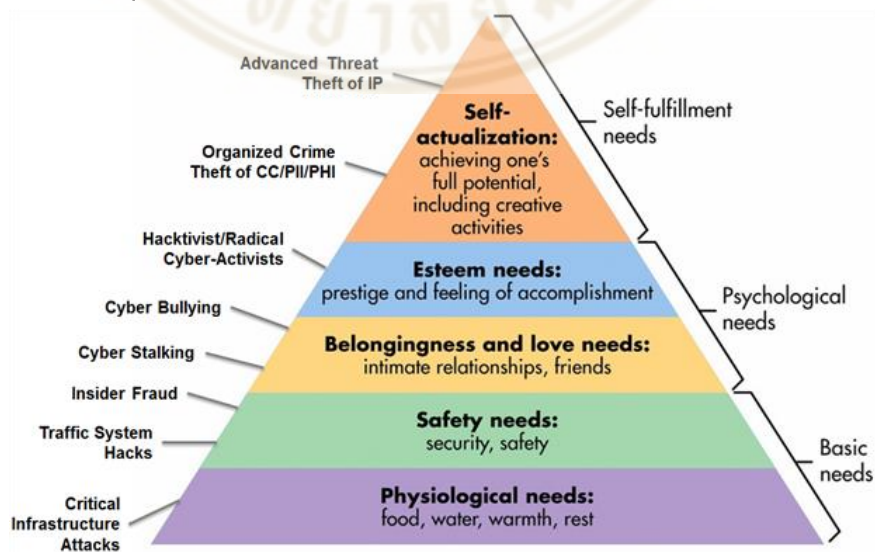 Advanced Threat
Theft of IP
Self-
actualization:
achieving one's
full potential,
including creative
activities
Self-fulfillment
needs
Organized Crime
Theft of CC/PII/PHI
Hacktivist/Radical
Cyber-Activists
Esteem needs:
prestige and feeling of accomplishment
Psychological
needs
Cyber Bullying
Cyber Stalking
Belongingness and love needs:
intimate relationships, friends
Insider Fraud
Traffic System
Hacks
Safety needs:
security, safety
Basic
needs
Critical
Infrastructure
Attacks
Physiological needs:
food, water, warmth, rest